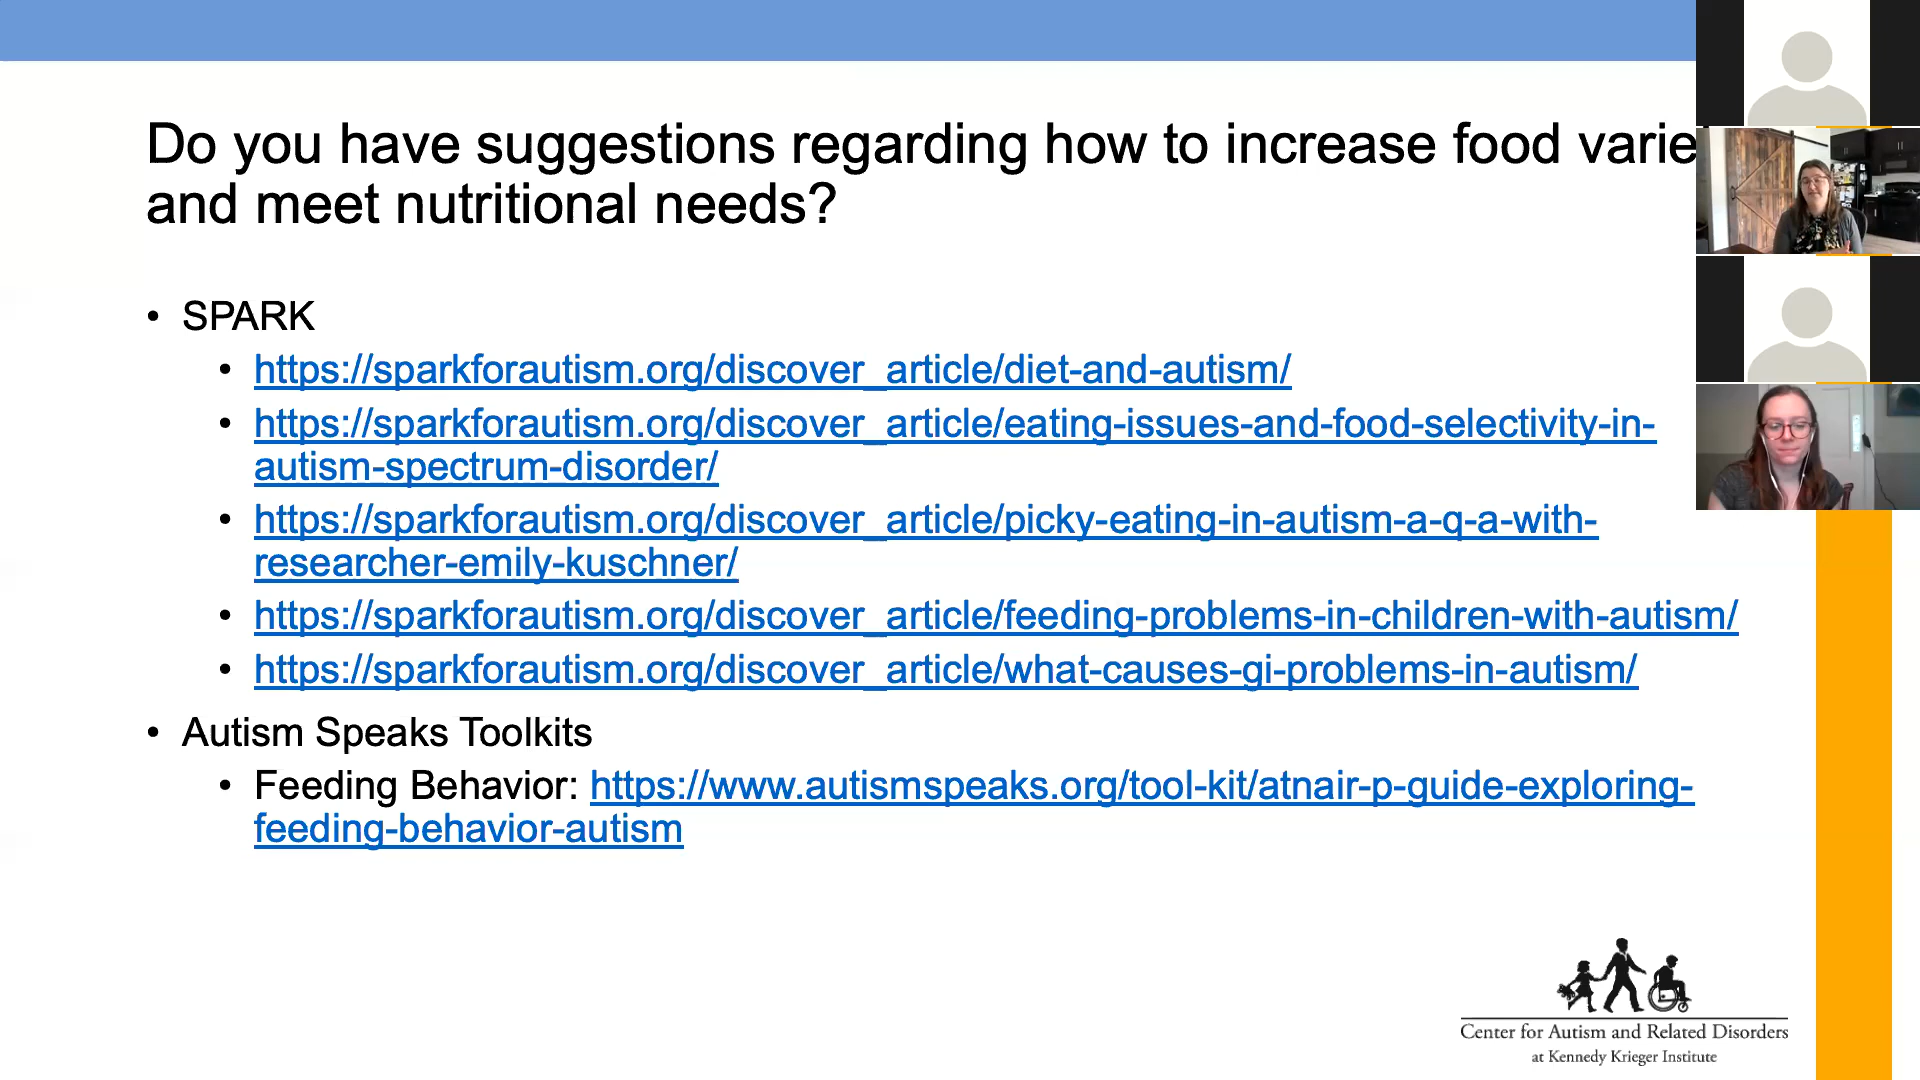 Do you have suggestions regarding how to increase food varie
and meet nutritional needs?
• SPARK
• https://sparkforautism.org/discover_article/diet-and-autism/
• https://sparkforautism.org/discover_article/eating-issues-and-food-selectivity-in-
autism-spectrum-disorder/
• https://sparkforautism.org/discover_article/picky-eating-in-autism-a-q-a-with-
researcher-emily-kuschner/
• https://sparkforautism.org/discover_article/feeding-problems-in-children-with-autism/
• https://sparkforautism.org/discover_article/what-causes-gi-problems-in-autism/
• Autism Speaks Toolkits
• Feeding Behavior: https://www.autismspeaks.org/tool-kit/atnair-p-guide-exploring-
feeding-behavior-autism
Center for Autism and Related Disorders
at Kennedy Krieger Institute